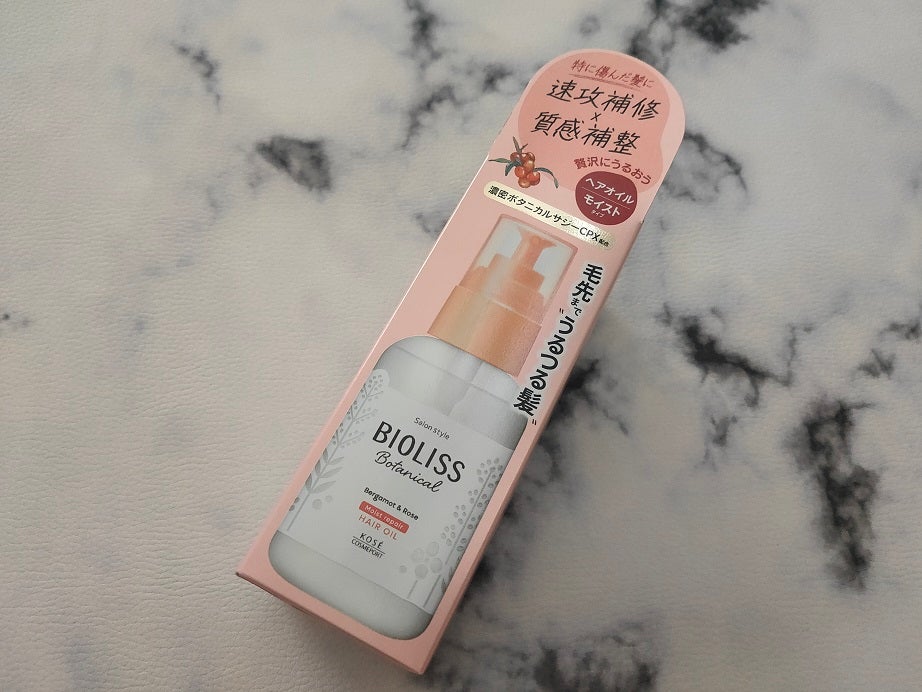 特に傷んだ髪に
速攻補修
×
質感補整
贅沢にうるおう
ヘアオイル
モイスト
タイプ
濃密ボタニカルサジーCPX配合
毛先まで
"うるつる髪"
Salon style
BIOLISS
Botanical
Bergamot & Rose
Moist repair
HAIR OIL
KOSÉ
COSMEPORT